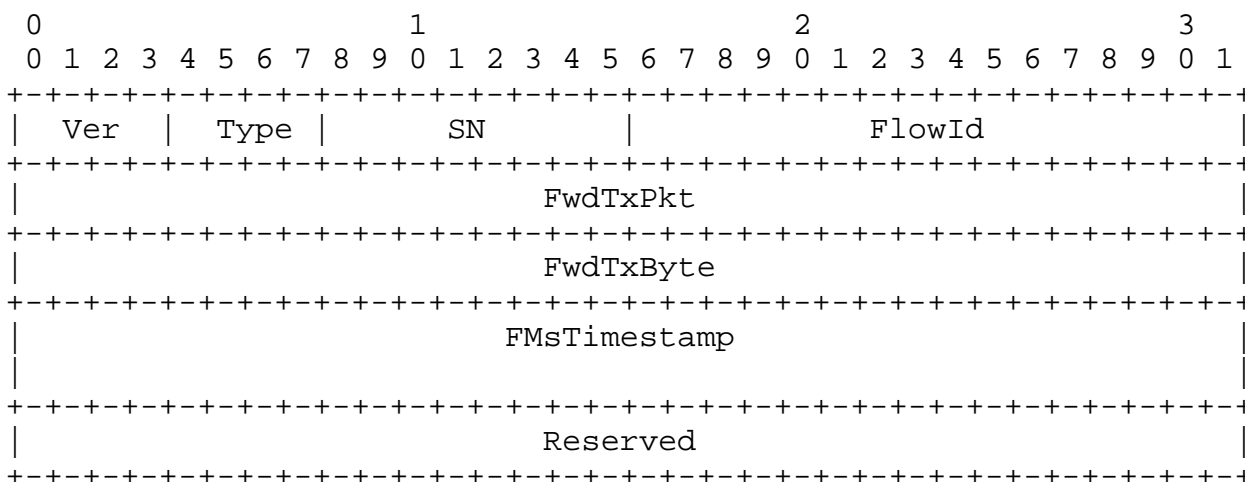 0                   1                   2                   3
 0 1 2 3 4 5 6 7 8 9 0 1 2 3 4 5 6 7 8 9 0 1 2 3 4 5 6 7 8 9 0 1
+-+-+-+-+-+-+-+-+-+-+-+-+-+-+-+-+-+-+-+-+-+-+-+-+-+-+-+-+-+-+-+-+
|  Ver  |  Type |      SN       |            FlowId             |
+-+-+-+-+-+-+-+-+-+-+-+-+-+-+-+-+-+-+-+-+-+-+-+-+-+-+-+-+-+-+-+-+
|                           FwdTxPkt                            |
+-+-+-+-+-+-+-+-+-+-+-+-+-+-+-+-+-+-+-+-+-+-+-+-+-+-+-+-+-+-+-+-+
|                           FwdTxByte                           |
+-+-+-+-+-+-+-+-+-+-+-+-+-+-+-+-+-+-+-+-+-+-+-+-+-+-+-+-+-+-+-+-+
|                         FMsTimestamp                          |
|                                                               |
+-+-+-+-+-+-+-+-+-+-+-+-+-+-+-+-+-+-+-+-+-+-+-+-+-+-+-+-+-+-+-+-+
|                           Reserved                            |
+-+-+-+-+-+-+-+-+-+-+-+-+-+-+-+-+-+-+-+-+-+-+-+-+-+-+-+-+-+-+-+-+